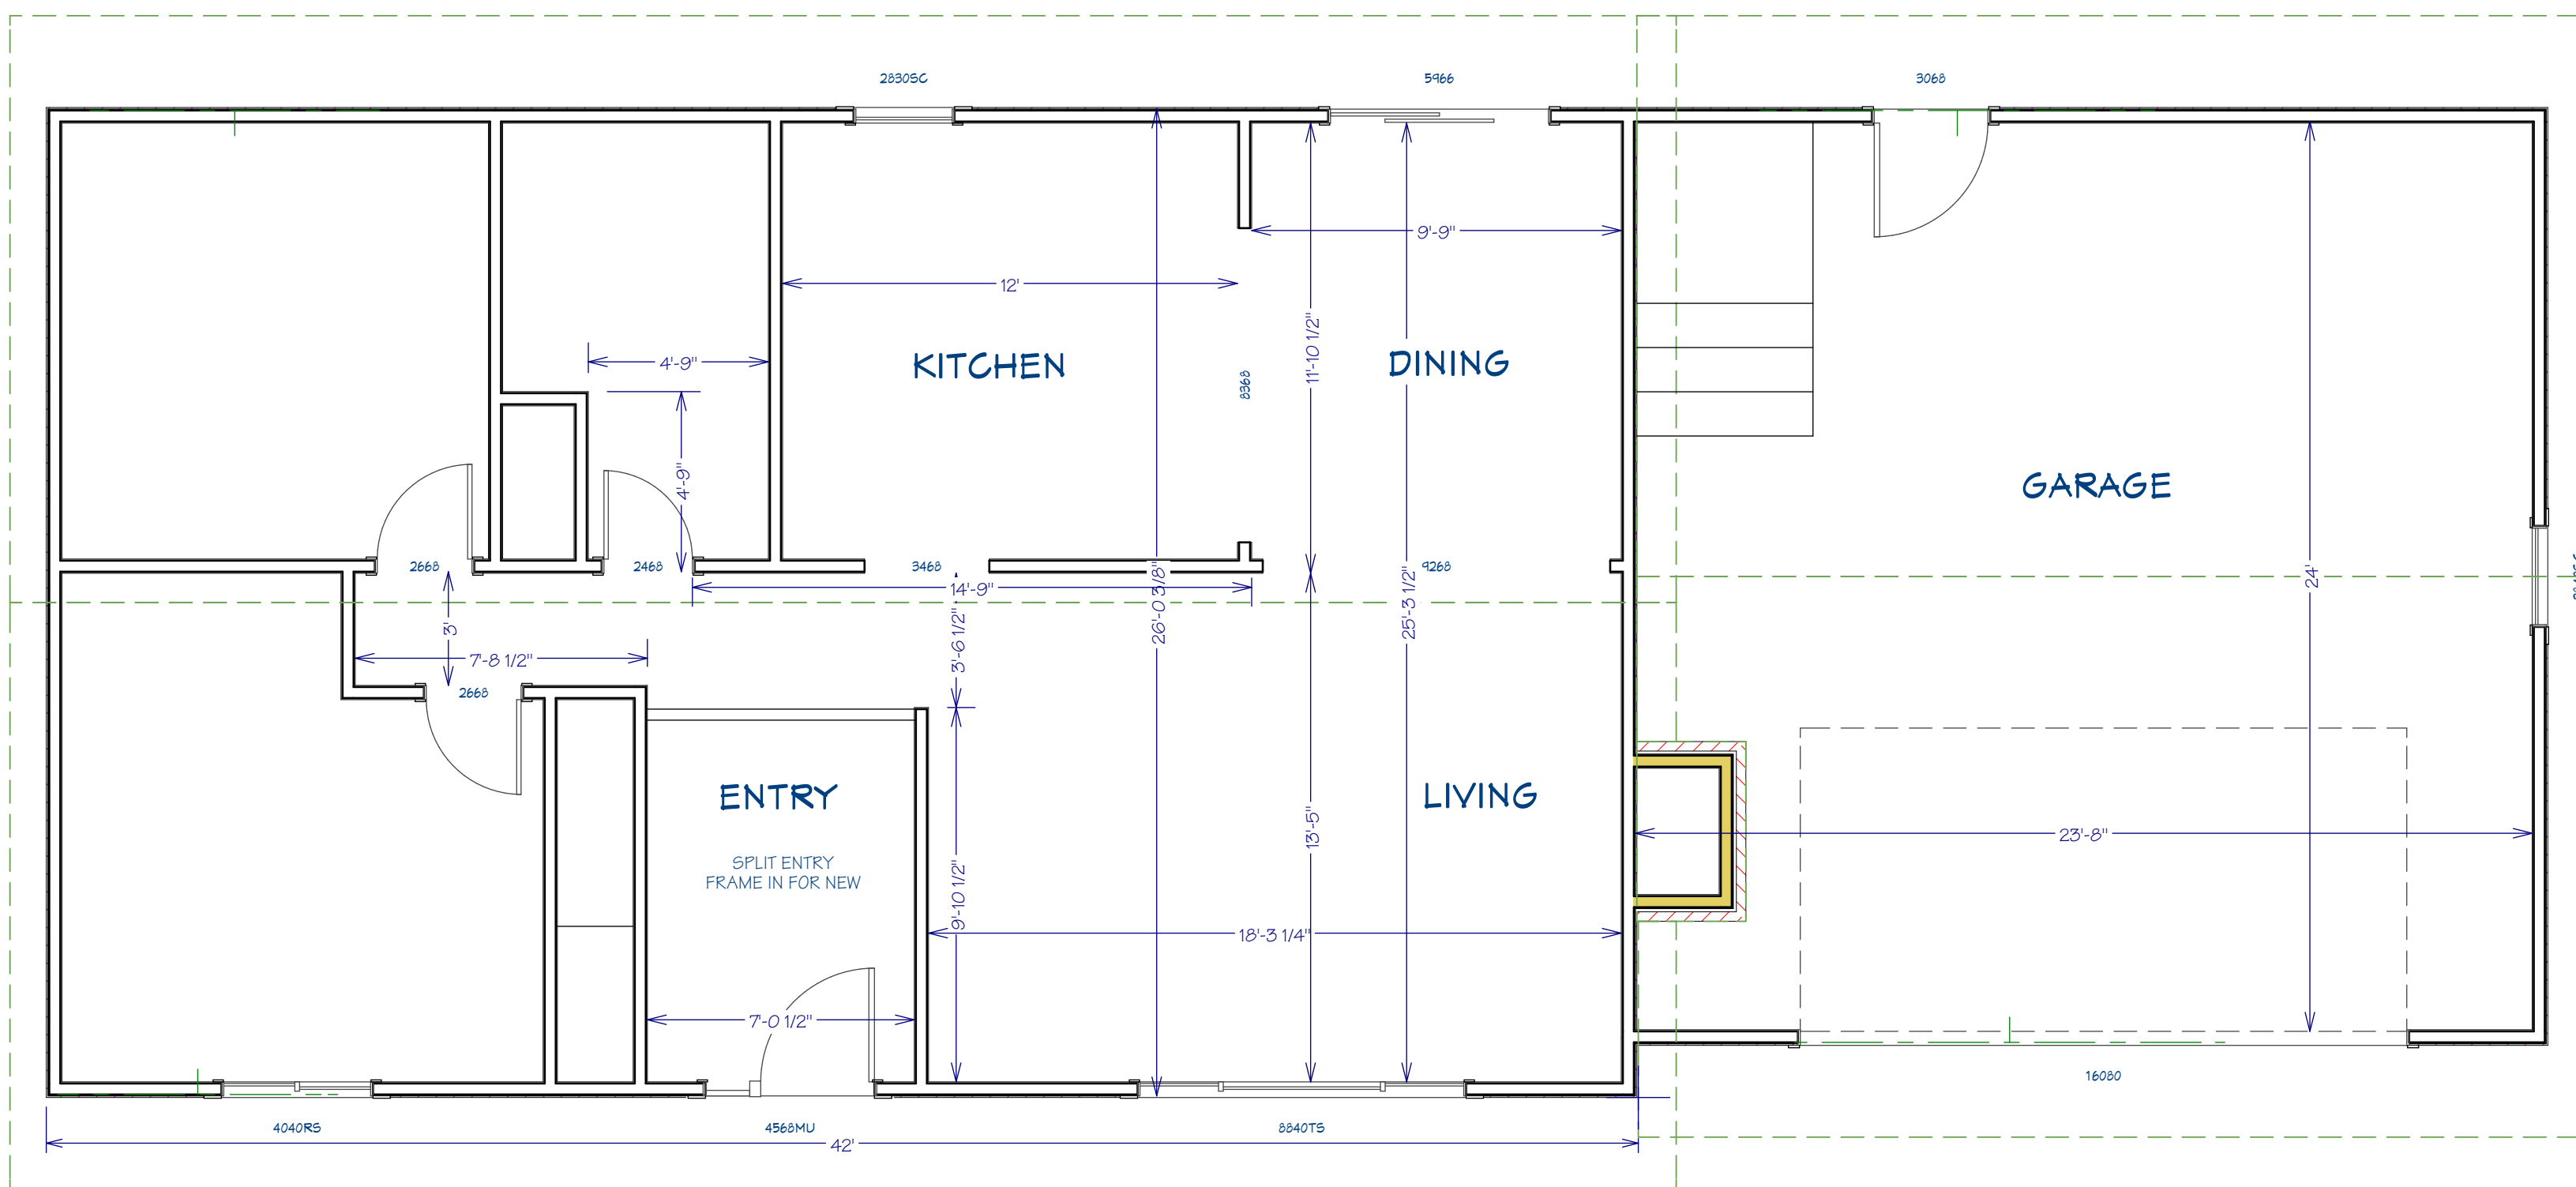 2830SC
5966
3068
9'-9"
12'
4'-9"
KITCHEN
DINING
11'-10 1/2"
8368
4'-9"
GARAGE
2668
2468
3468
9268
14'-9"
26'-0 3/8"
25'-3 1/2"
24'
3'
3'-6 1/2"
7'-8 1/2"
2668
ENTRY
LIVING
13'-5"
23'-8"
SPLIT ENTRY
FRAME IN FOR NEW
9'-10 1/2"
18'-3 1/4"
7'-0 1/2"
16080
4040RS
4568MU
8840TS
42'